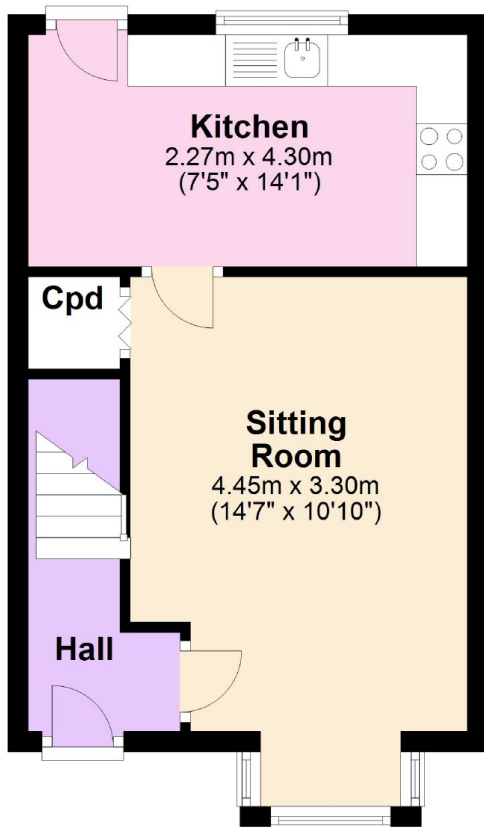 Kitchen
2.27m x 4.30m
(7'5" x 14'1")
Cpd
Sitting
Room
4.45m x 3.30m
(14'7" x 10'10")
Hall